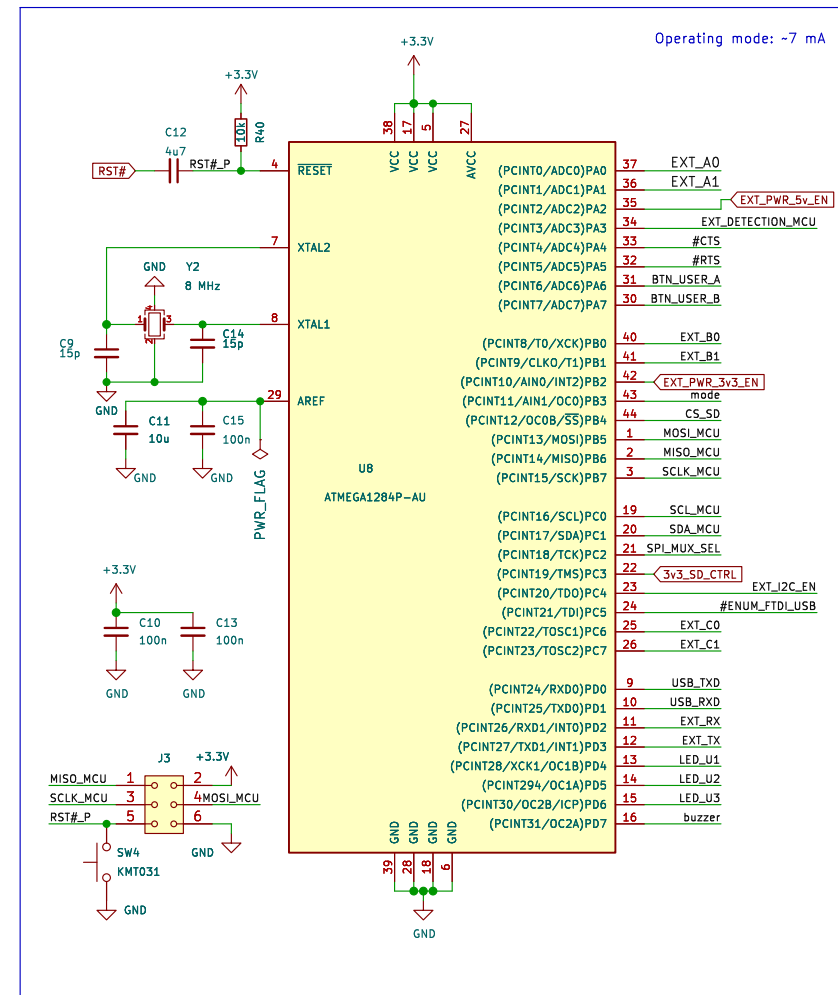 Operating mode: ~7 mA
+3.3V
+3.3V
C12
4u7
10k
R40
RST#
RST#_P
4
RESET
7
XTAL2
GND
Y2
8 MHz
1
2
3
4
8
XTAL1
C9
15p
C14
15p
GND
29
AREF
C11
10u
C15
100n
GND
GND
PWR_FLAG
U8
ATMEGA1284P-AU
38
17
5
27
VCC
VCC
VCC
AVCC
(PCINT0/ADC0)PA0 37 EXT_A0
(PCINT1/ADC1)PA1 36 EXT_A1
(PCINT2/ADC2)PA2 35 EXT_PWR_5v_EN
(PCINT3/ADC3)PA3 34 EXT_DETECTION_MCU
(PCINT4/ADC4)PA4 33 #CTS
(PCINT5/ADC5)PA5 32 #RTS
(PCINT6/ADC6)PA6 31 BTN_USER_A
(PCINT7/ADC7)PA7 30 BTN_USER_B
(PCINT8/T0/XCK)PB0 40 EXT_B0
(PCINT9/CLKO/T1)PB1 41 EXT_B1
(PCINT10/AIN0/INT2)PB2 42 EXT_PWR_3v3_EN
(PCINT11/AIN1/OC0)PB3 43 mode
(PCINT12/OC0B/SS)PB4 44 CS_SD
(PCINT13/MOSI)PB5 1 MOSI_MCU
(PCINT14/MISO)PB6 2 MISO_MCU
(PCINT15/SCK)PB7 3 SCLK_MCU
(PCINT16/SCL)PC0 19 SCL_MCU
(PCINT17/SDA)PC1 20 SDA_MCU
(PCINT18/TCK)PC2 21 SPI_MUX_SEL
(PCINT19/TMS)PC3 22 3v3_SD_CTRL
(PCINT20/TDO)PC4 23 EXT_I2C_EN
(PCINT21/TDI)PC5 24 #ENUM_FTDI_USB
(PCINT22/TOSC1)PC6 25 EXT_C0
(PCINT23/TOSC2)PC7 26 EXT_C1
(PCINT24/RXD0)PD0 9 USB_TXD
(PCINT25/TXD0)PD1 10 USB_RXD
(PCINT26/RXD1/INT0)PD2 11 EXT_RX
(PCINT27/TXD1/INT1)PD3 12 EXT_TX
(PCINT28/XCK1/OC1B)PD4 13 LED_U1
(PCINT294/OC1A)PD5 14 LED_U2
(PCINT30/OC2B/ICP)PD6 15 LED_U3
(PCINT31/OC2A)PD7 16 buzzer
GND
GND
GND
GND
39
28
18
6
GND
+3.3V
C10
100n
C13
100n
GND
GND
J3
+3.3V
MISO_MCU 1 2
SCLK_MCU 3 4 MOSI_MCU
RST#_P 5 6
GND
SW4
KMT031
GND